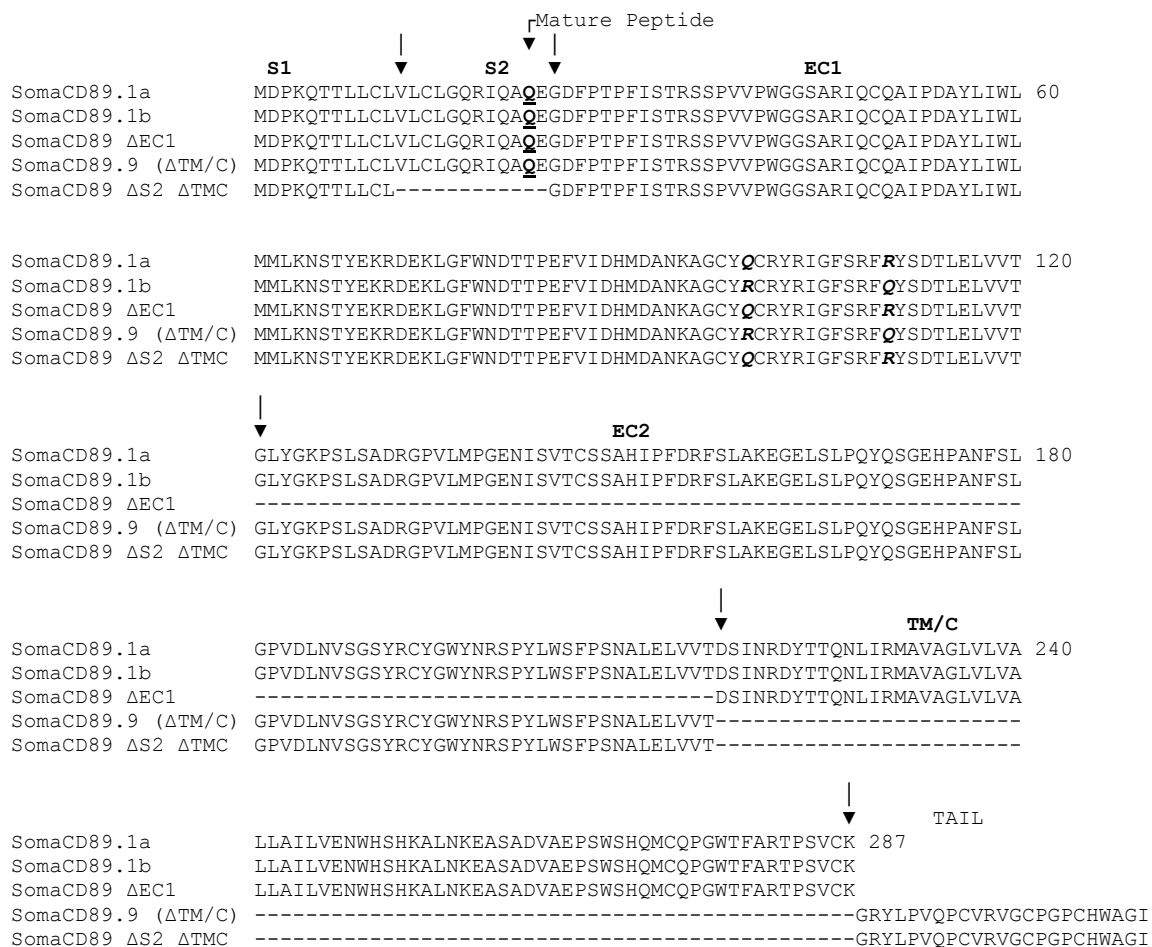 ┌Mature Peptide
S1 S2 EC1
SomaCD89.1a MDPKQTTLLCLVLCLGQRIQAQEGDFPTPFISTRSSPVVPWGGSARIQCQAIPDAYLIWL 60
SomaCD89.1b MDPKQTTLLCLVLCLGQRIQAQEGDFPTPFISTRSSPVVPWGGSARIQCQAIPDAYLIWL
SomaCD89 ΔEC1 MDPKQTTLLCLVLCLGQRIQAQEGDFPTPFISTRSSPVVPWGGSARIQCQAIPDAYLIWL
SomaCD89.9 (ΔTM/C) MDPKQTTLLCLVLCLGQRIQAQEGDFPTPFISTRSSPVVPWGGSARIQCQAIPDAYLIWL
SomaCD89 ΔS2 ΔTMC MDPKQTTLLCL------------GDFPTPFISTRSSPVVPWGGSARIQCQAIPDAYLIWL
SomaCD89.1a MMLKNSTYEKRDEKLGFWNDTTPEFVIDHMDANKAGCYQCRYRIGFSRFRYSDTLELVVT 120
SomaCD89.1b MMLKNSTYEKRDEKLGFWNDTTPEFVIDHMDANKAGCYRCRYRIGFSRFQYSDTLELVVT
SomaCD89 ΔEC1 MMLKNSTYEKRDEKLGFWNDTTPEFVIDHMDANKAGCYQCRYRIGFSRFRYSDTLELVVT
SomaCD89.9 (ΔTM/C) MMLKNSTYEKRDEKLGFWNDTTPEFVIDHMDANKAGCYRCRYRIGFSRFQYSDTLELVVT
SomaCD89 ΔS2 ΔTMC MMLKNSTYEKRDEKLGFWNDTTPEFVIDHMDANKAGCYQCRYRIGFSRFRYSDTLELVVT
EC2
SomaCD89.1a GLYGKPSLSADRGPVLMPGENISVTCSSAHIPFDRFSLAKEGELSLPQYQSGEHPANFSL 180
SomaCD89.1b GLYGKPSLSADRGPVLMPGENISVTCSSAHIPFDRFSLAKEGELSLPQYQSGEHPANFSL
SomaCD89 ΔEC1 ------------------------------------------------------------
SomaCD89.9 (ΔTM/C) GLYGKPSLSADRGPVLMPGENISVTCSSAHIPFDRFSLAKEGELSLPQYQSGEHPANFSL
SomaCD89 ΔS2 ΔTMC GLYGKPSLSADRGPVLMPGENISVTCSSAHIPFDRFSLAKEGELSLPQYQSGEHPANFSL
TM/C
SomaCD89.1a GPVDLNVSGSYRCYGWYNRSPYLWSFPSNALELVVTDSINRDYTTQNLIRMAVAGLVLVA 240
SomaCD89.1b GPVDLNVSGSYRCYGWYNRSPYLWSFPSNALELVVTDSINRDYTTQNLIRMAVAGLVLVA
SomaCD89 ΔEC1 ------------------------------------DSINRDYTTQNLIRMAVAGLVLVA
SomaCD89.9 (ΔTM/C) GPVDLNVSGSYRCYGWYNRSPYLWSFPSNALELVVT------------------------
SomaCD89 ΔS2 ΔTMC GPVDLNVSGSYRCYGWYNRSPYLWSFPSNALELVVT------------------------
TAIL
SomaCD89.1a LLAILVENWHSHKALNKEASADVAEPSWSHQMCQPGWTFARTPSVCK 287
SomaCD89.1b LLAILVENWHSHKALNKEASADVAEPSWSHQMCQPGWTFARTPSVCK
SomaCD89 ΔEC1 LLAILVENWHSHKALNKEASADVAEPSWSHQMCQPGWTFARTPSVCK
SomaCD89.9 (ΔTM/C) -----------------------------------------------GRYLPVQPCVRVGCPGPCHWAGI
SomaCD89 ΔS2 ΔTMC -----------------------------------------------GRYLPVQPCVRVGCPGPCHWAGI